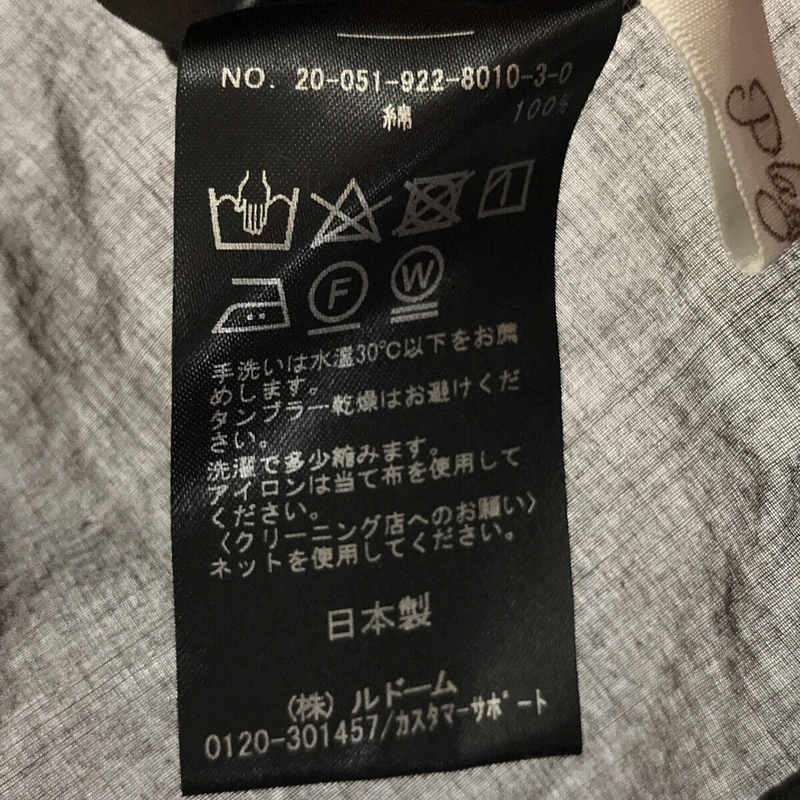 NO. 20-051-922-8010-3-0
綿 100%
F W
手洗いは水温30℃以下をお薦
めします。
タンブラー乾燥はお避けくだ
さい。
洗濯で多少縮みます。
アイロンは当て布を使用して
ください。
〈クリーニング店へのお願い〉
ネットを使用してください。
日本製
(株) ルドーム
0120-301457/カスタマーサポート